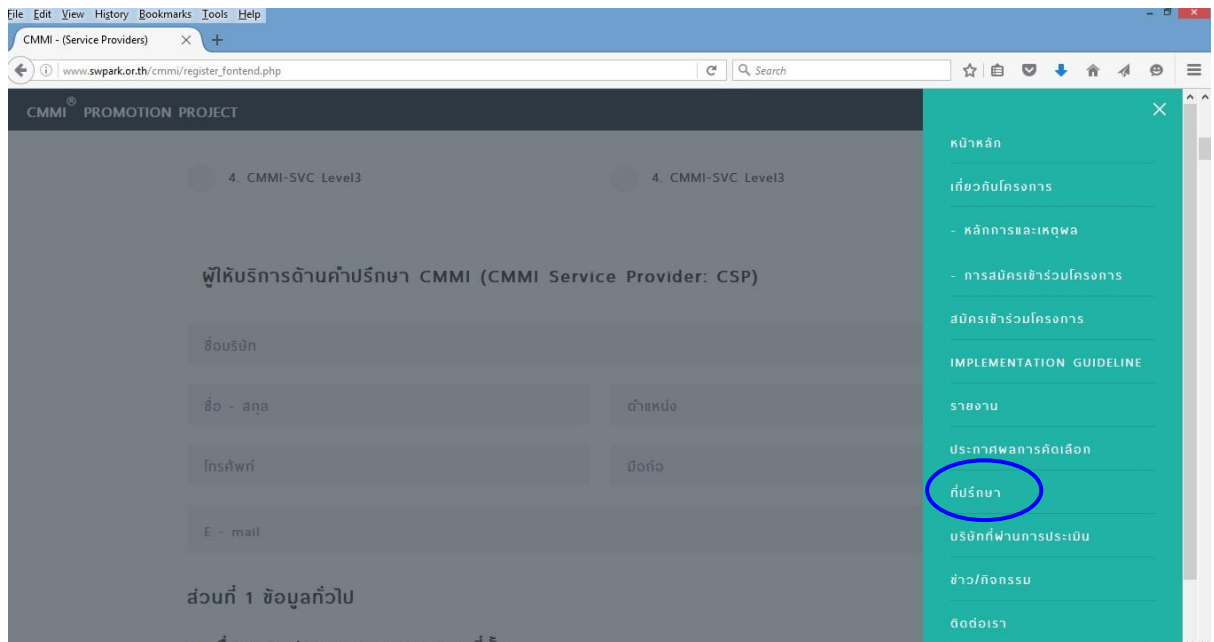 File Edit View History Bookmarks Tools Help
CMMI - (Service Providers)
www.swpark.or.th/cmmi/register_fontend.php
Search
CMMI® PROMOTION PROJECT
4. CMMI-SVC Level3
4. CMMI-SVC Level3
ผู้ให้บริการด้านคำปรึกษา CMMI (CMMI Service Provider: CSP)
ชื่อบริษัท
ชื่อ - สกุล
ตำแหน่ง
โทรศัพท์
มือถือ
E - mail
ส่วนที่ 1 ข้อมูลทั่วไป
หน้าหลัก
เกี่ยวกับโครงการ
- หลักการและเหตุผล
- การสมัครเข้าร่วมโครงการ
สมัครเข้าร่วมโครงการ
IMPLEMENTATION GUIDELINE
รายงาน
ประกาศผลการคัดเลือก
ที่ปรึกษา
บริษัทที่ผ่านการประเมิน
ข่าว/กิจกรรม
ติดต่อเรา